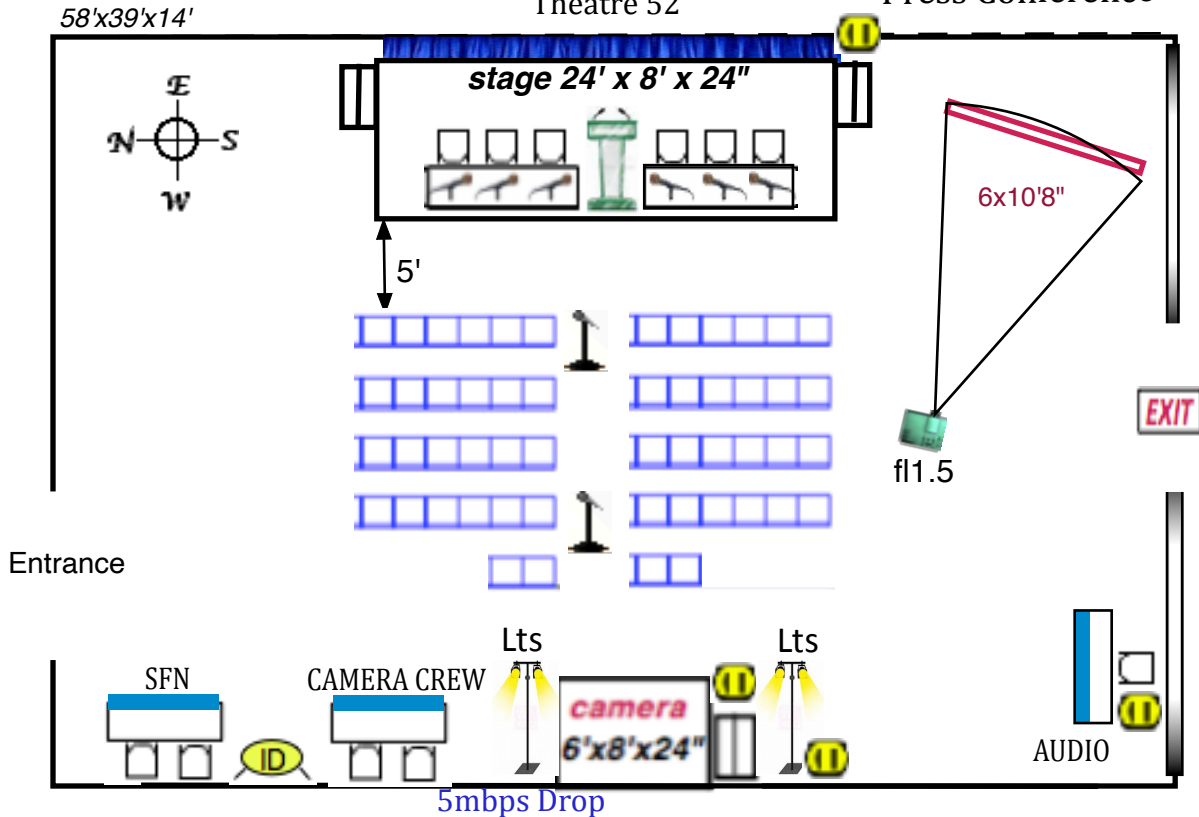 Theatre 52
Press Conference
58'x39'x14'
stage 24' x 8' x 24"
E
N
S
W
6x10'8"
5'
EXIT
fl1.5
Entrance
Lts
Lts
SFN
CAMERA CREW
camera
6'x8'x24"
ID
AUDIO
5mbps Drop